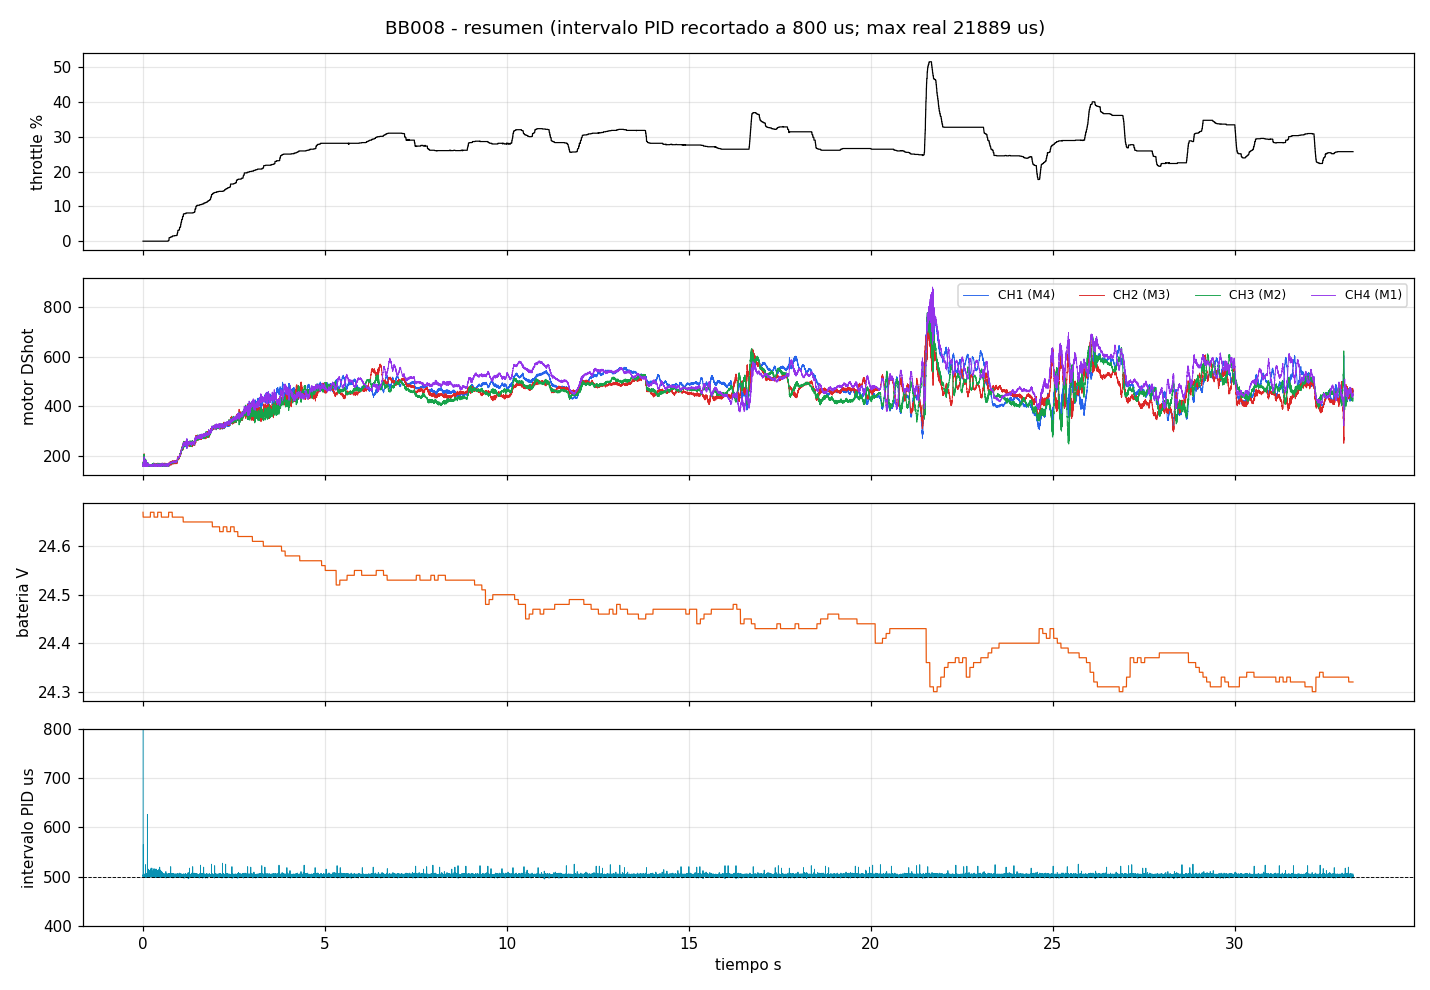 BB008 - resumen (intervalo PID recortado a 800 us; max real 21889 us)
throttle %
50
40
30
20
10
0
motor DShot
800
600
400
200
CH1 (M4) CH2 (M3) CH3 (M2) CH4 (M1)
bateria V
24.6
24.5
24.4
24.3
intervalo PID us
800
700
600
500
400
0 5 10 15 20 25 30
tiempo s